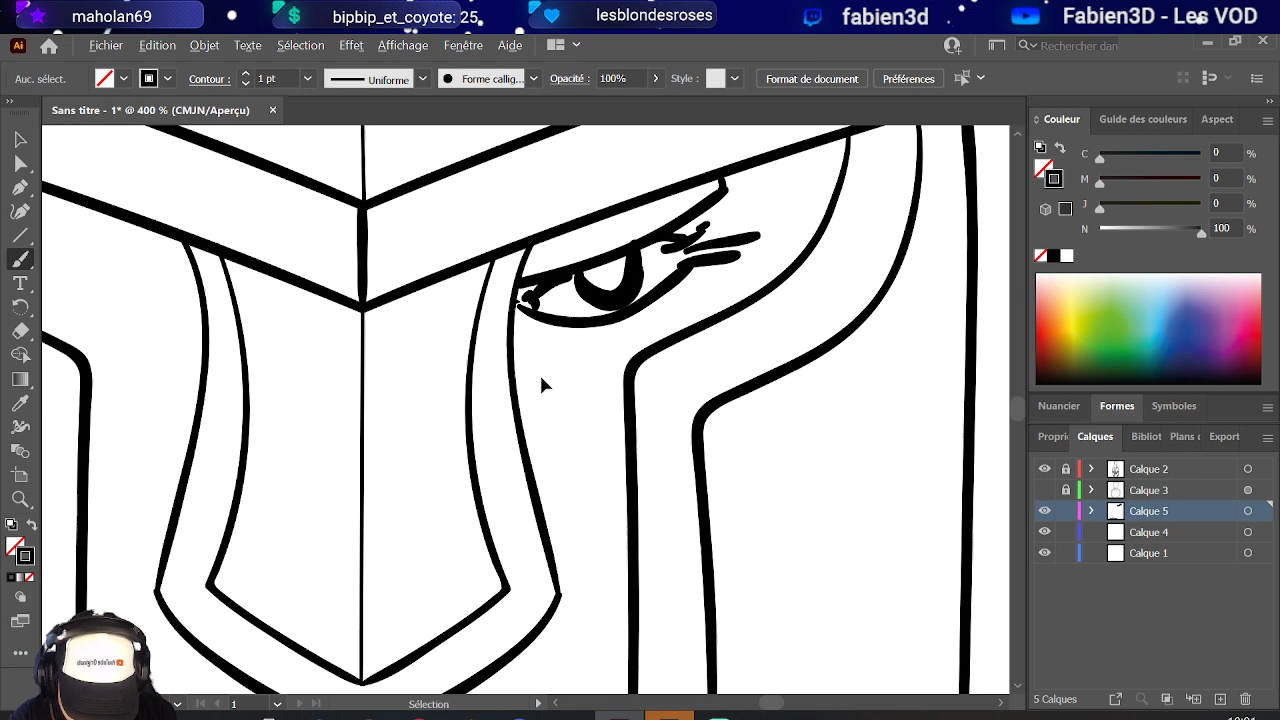 maholan69
bipbip_et_coyote: 25
lesblondesroses
fabien3d
Fabien3D - Les VOD
Ai
Fichier Edition Objet Texte Sélection Effet Affichage Fenêtre Aide
Rechercher dan
Auc. sélect.
Contour :
1 pt
Uniforme
Forme callig...
Opacité :
100%
Style :
Format de document
Préférences
Sans titre - 1* @ 400 % (CMJN/Aperçu)
Couleur
Guide des couleurs
Aspect
C 0 %
M 0 %
J 0 %
N 100 %
Nuancier
Formes
Symboles
Proprié
Calques
Bibliot
Plans d
Export
Calque 2
Calque 3
Calque 5
Calque 4
Calque 1
5 Calques
1
Sélection